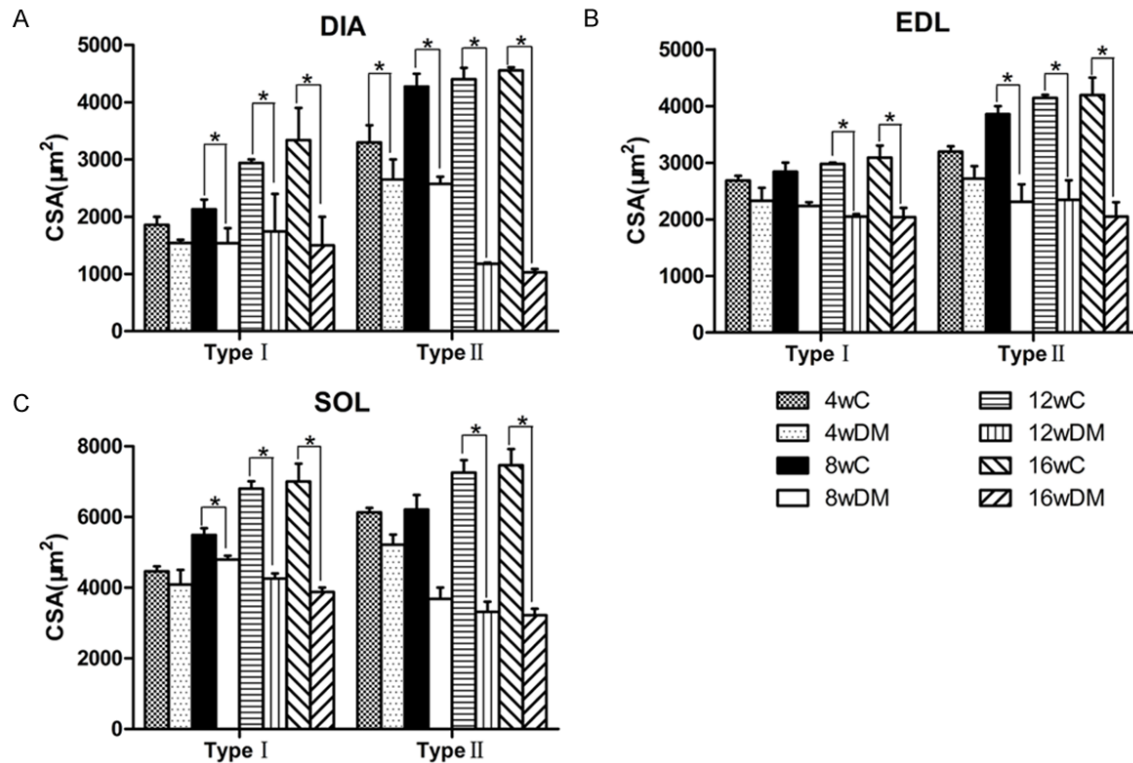 A
DIA
CSA(μm²)
5000
4000
3000
2000
1000
0
* * * * * * *
Type Ⅰ
Type Ⅱ
B
EDL
CSA(μm²)
5000
4000
3000
2000
1000
0
* * * * *
Type Ⅰ
Type Ⅱ
C
SOL
CSA(μm²)
8000
6000
4000
2000
0
* * * * *
Type Ⅰ
Type Ⅱ
4wC
4wDM
8wC
8wDM
12wC
12wDM
16wC
16wDM